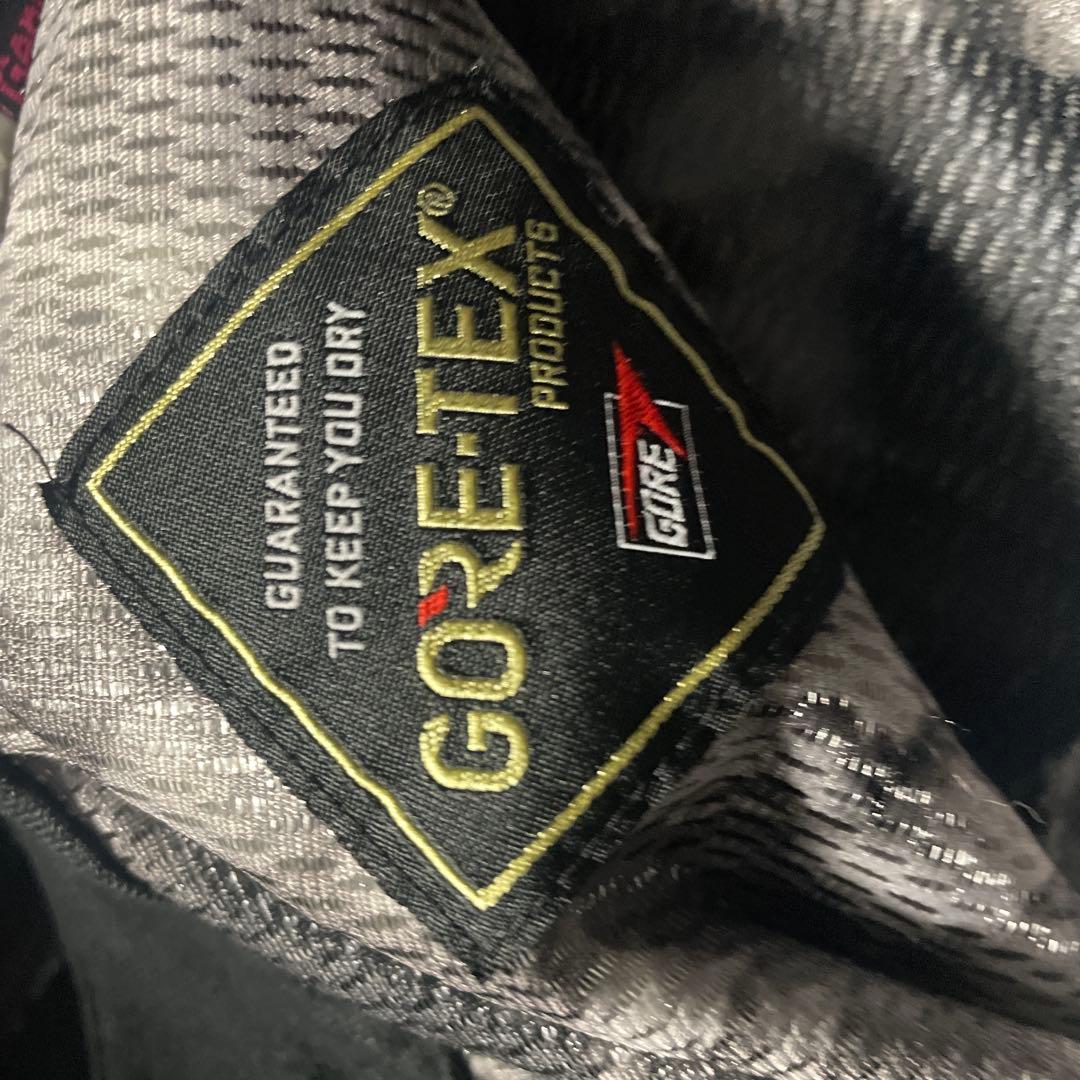 GUARANTEED
TO KEEP YOU DRY
GORE-TEX®
PRODUCTS
GORE